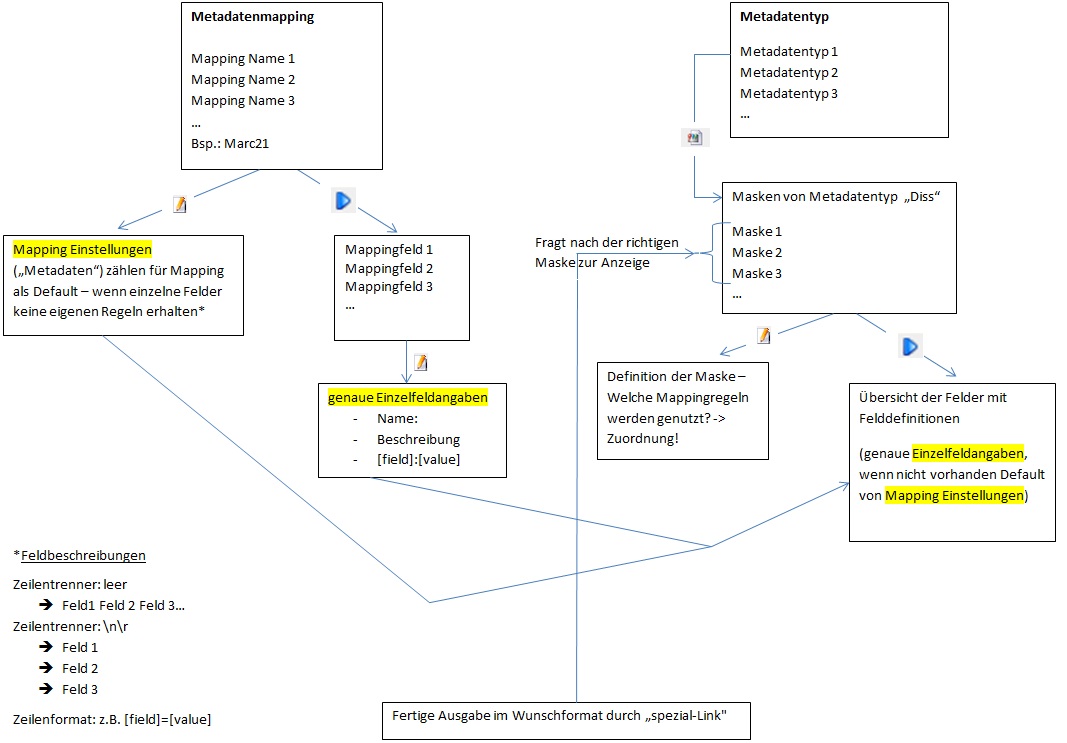 Metadatenmapping
Mapping Name 1
Mapping Name 2
Mapping Name 3
...
Bsp.: Marc21
Metadatentyp
Metadatentyp 1
Metadatentyp 2
Metadatentyp 3
...
Mapping Einstellungen
(„Metadaten“) zählen für Mapping
als Default – wenn einzelne Felder
keine eigenen Regeln erhalten*
Mappingfeld 1
Mappingfeld 2
Mappingfeld 3
...
genaue Einzelfeldangaben
- Name:
- Beschreibung
- [field]:[value]
Fragt nach der richtigen
Maske zur Anzeige
Masken von Metadatentyp „Diss“
Maske 1
Maske 2
Maske 3
...
Definition der Maske –
Welche Mappingregeln
werden genutzt? ->
Zuordnung!
Übersicht der Felder mit
Felddefinitionen
(genaue Einzelfeldangaben,
wenn nicht vorhanden Default
von Mapping Einstellungen)
*Feldbeschreibungen
Zeilentrenner: leer
➔ Feld1 Feld 2 Feld 3...
Zeilentrenner: \n\r
➔ Feld 1
➔ Feld 2
➔ Feld 3
Zeilenformat: z.B. [field]=[value]
Fertige Ausgabe im Wunschformat durch „spezial-Link"